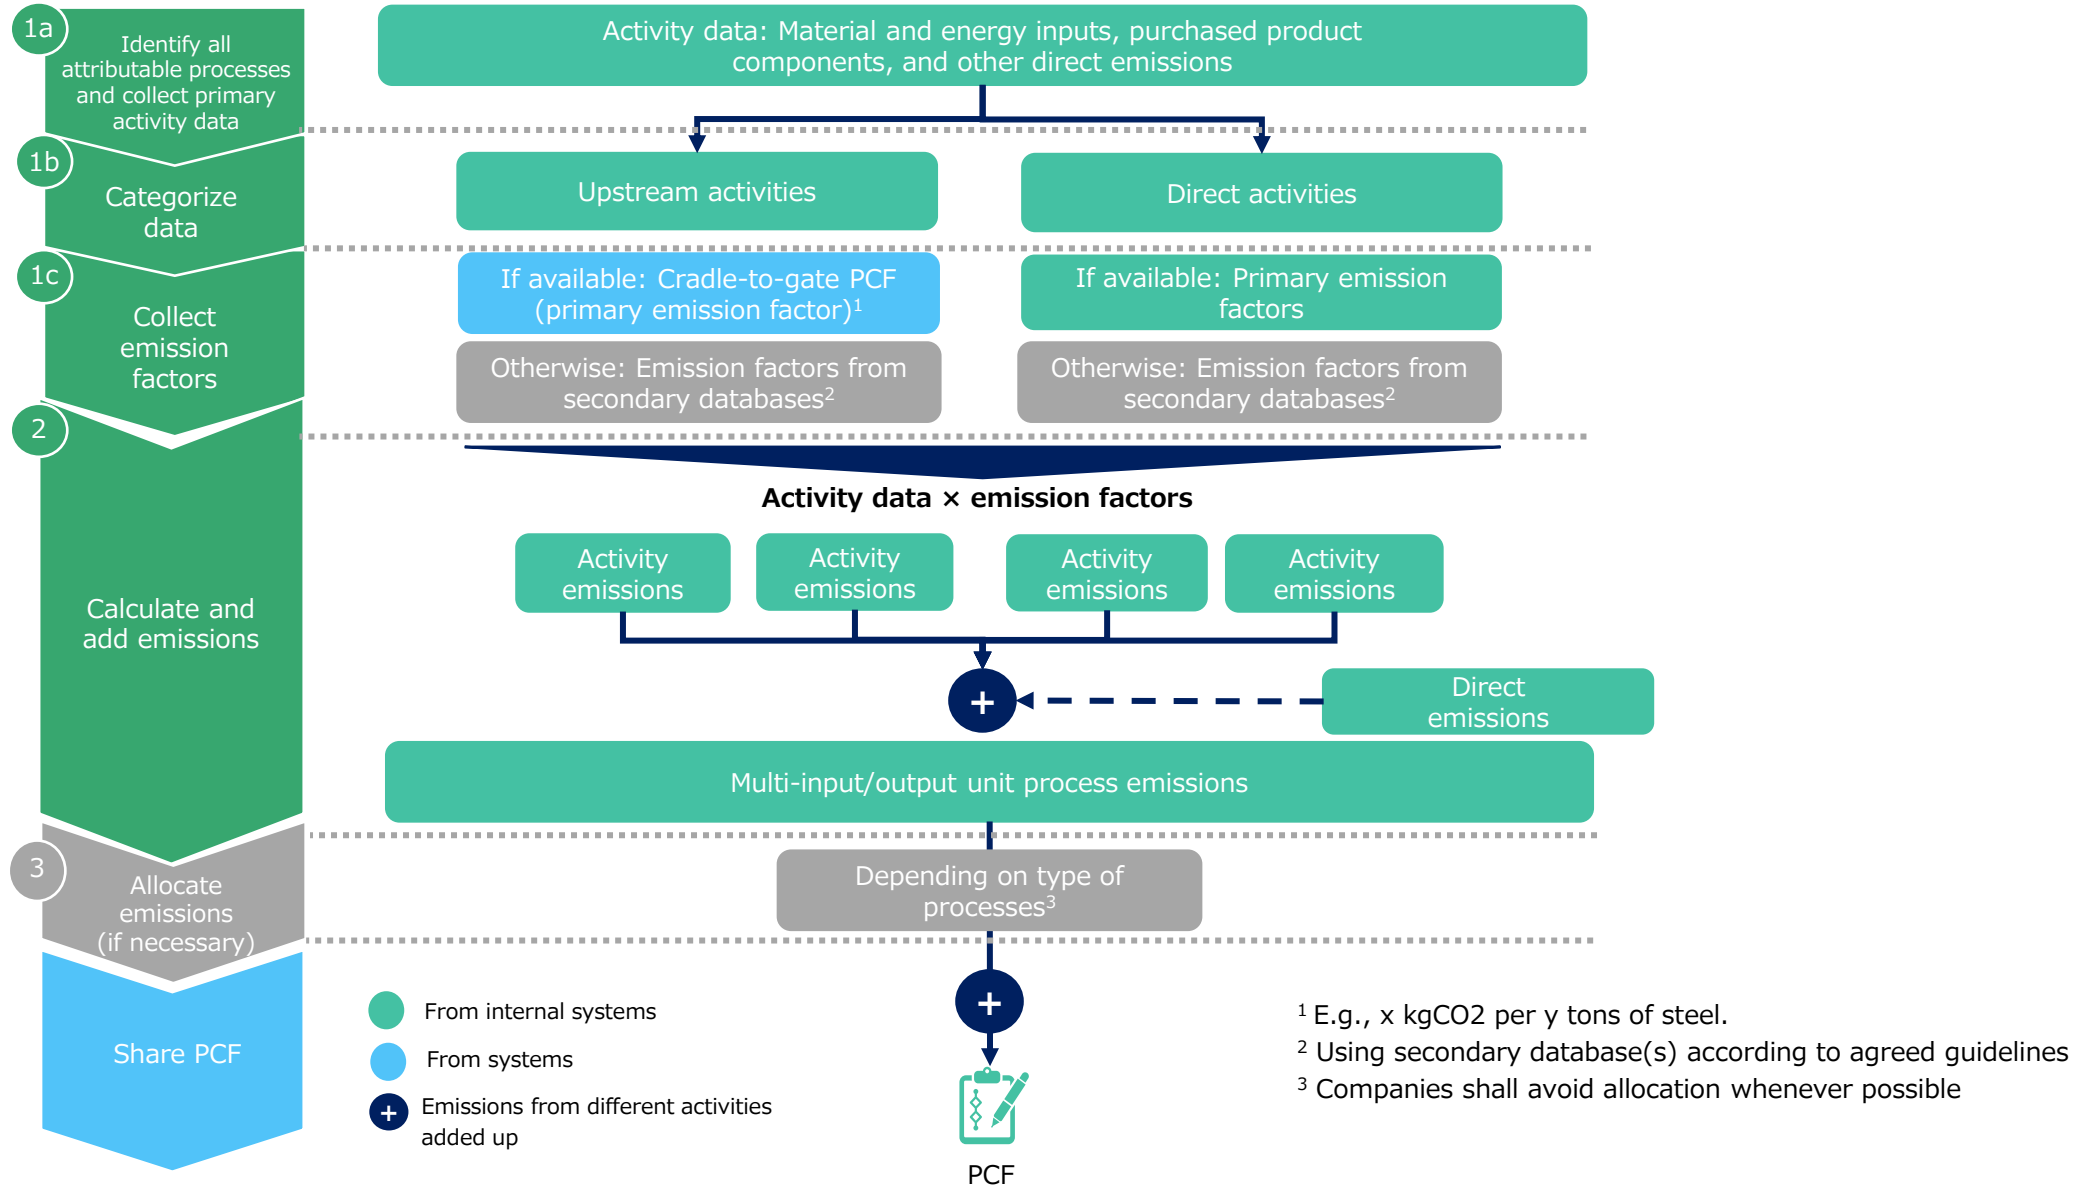 1a
Identify all
attributable processes
and collect primary
activity data
Activity data: Material and energy inputs, purchased product
components, and other direct emissions
1b
Categorize
data
Upstream activities
Direct activities
1c
Collect
emission
factors
If available: Cradle-to-gate PCF
(primary emission factor)¹
If available: Primary emission
factors
Otherwise: Emission factors from
secondary databases²
Otherwise: Emission factors from
secondary databases²
2
Calculate and
add emissions
Activity data × emission factors
Activity
emissions
Activity
emissions
Activity
emissions
Activity
emissions
+
Direct
emissions
Multi-input/output unit process emissions
3
Allocate
emissions
(if necessary)
Depending on type of
processes³
Share PCF
+
PCF
From internal systems
From systems
+
Emissions from different activities
added up
¹ E.g., x kgCO2 per y tons of steel.
² Using secondary database(s) according to agreed guidelines
³ Companies shall avoid allocation whenever possible